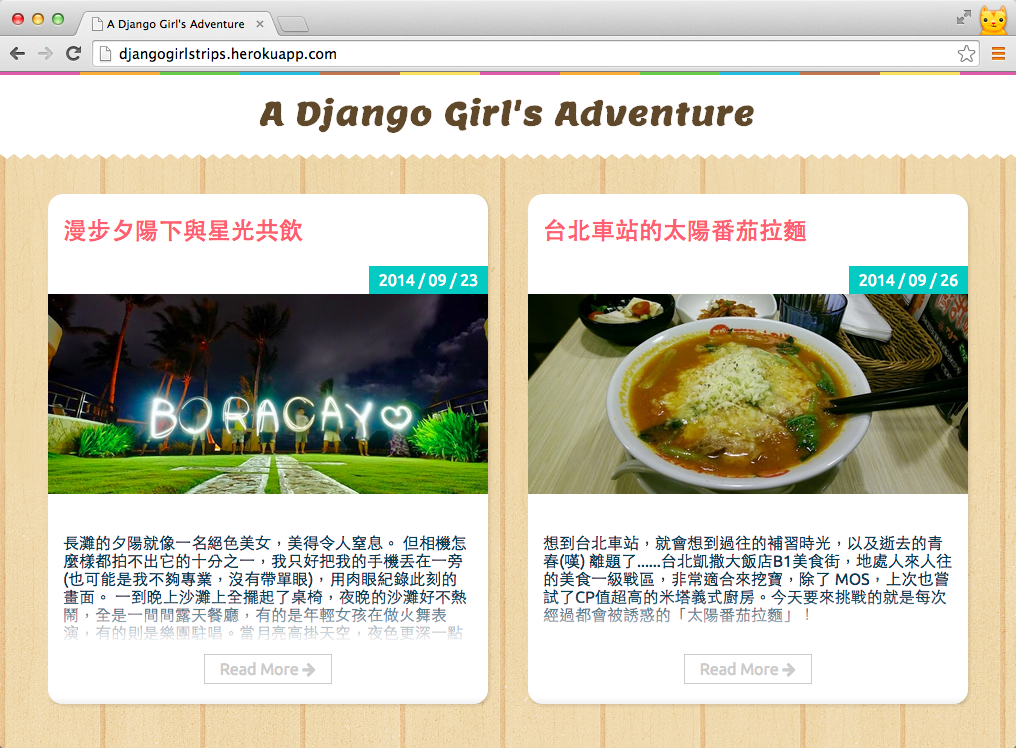 A Django Girl's Adventure
djangogirlstrips.herokuapp.com
A Django Girl's Adventure
漫步夕陽下與星光共飲
2014 / 09 / 23
BORACAY
長灘的夕陽就像一名絕色美女，美得令人窒息。 但相機怎
麼樣都拍不出它的十分之一，我只好把我的手機丟在一旁
(也可能是我不夠專業，沒有帶單眼)，用肉眼紀錄此刻的
畫面。 一到晚上沙灘上全擺起了桌椅，夜晚的沙灘好不熱
鬧，全是一間間露天餐廳，有的是年輕女孩在做火舞表
演，有的則是樂團駐唱。當月亮高掛天空，夜色更深一點
Read More
台北車站的太陽番茄拉麵
2014 / 09 / 26
想到台北車站，就會想到過往的補習時光，以及逝去的青
春(嘆) 離題了......台北凱撒大飯店B1美食街，地處人來人往
的美食一級戰區，非常適合來挖寶，除了 MOS，上次也嘗
試了CP值超高的米塔義式廚房。今天要來挑戰的就是每次
經過都會被誘惑的「太陽番茄拉麵」！
Read More